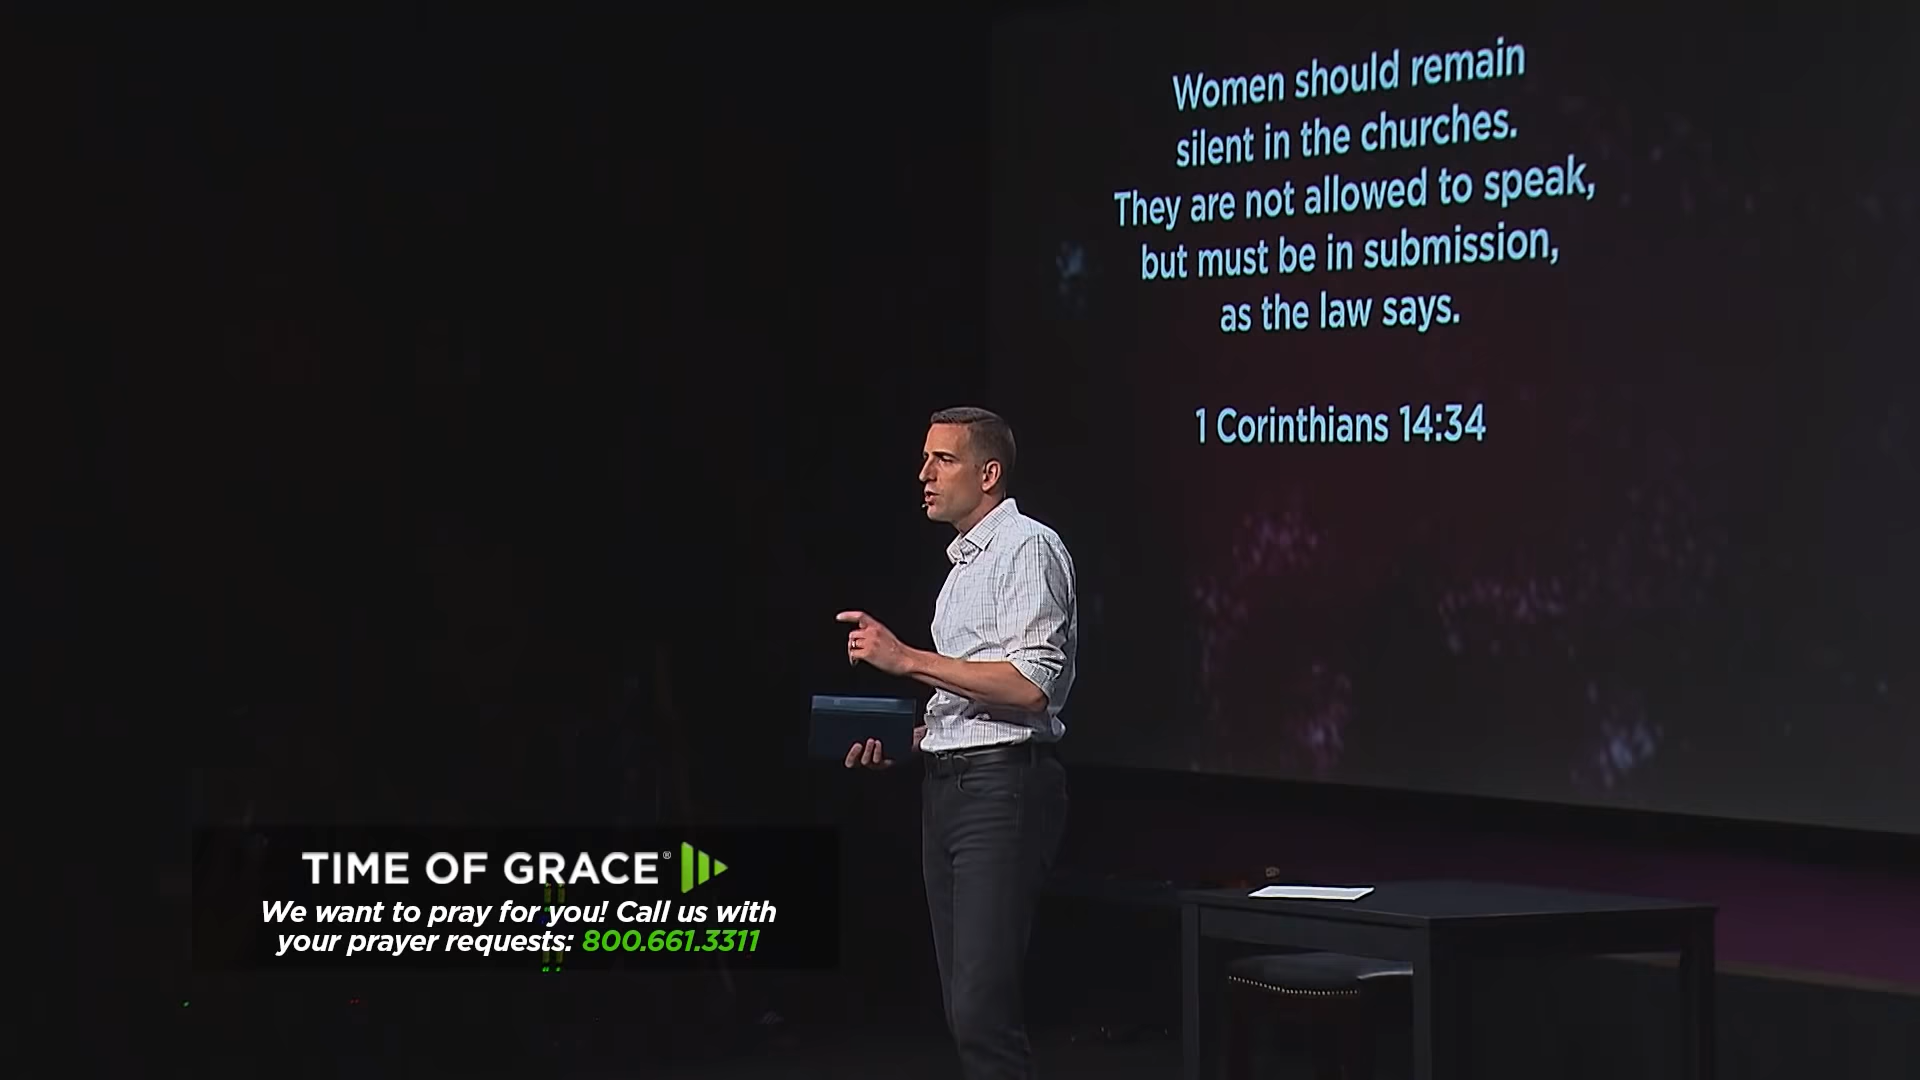 Women should remain
silent in the churches.
They are not allowed to speak,
but must be in submission,
as the law says.
1 Corinthians 14:34
TIME OF GRACE®
We want to pray for you! Call us with
your prayer requests: 800.661.3311